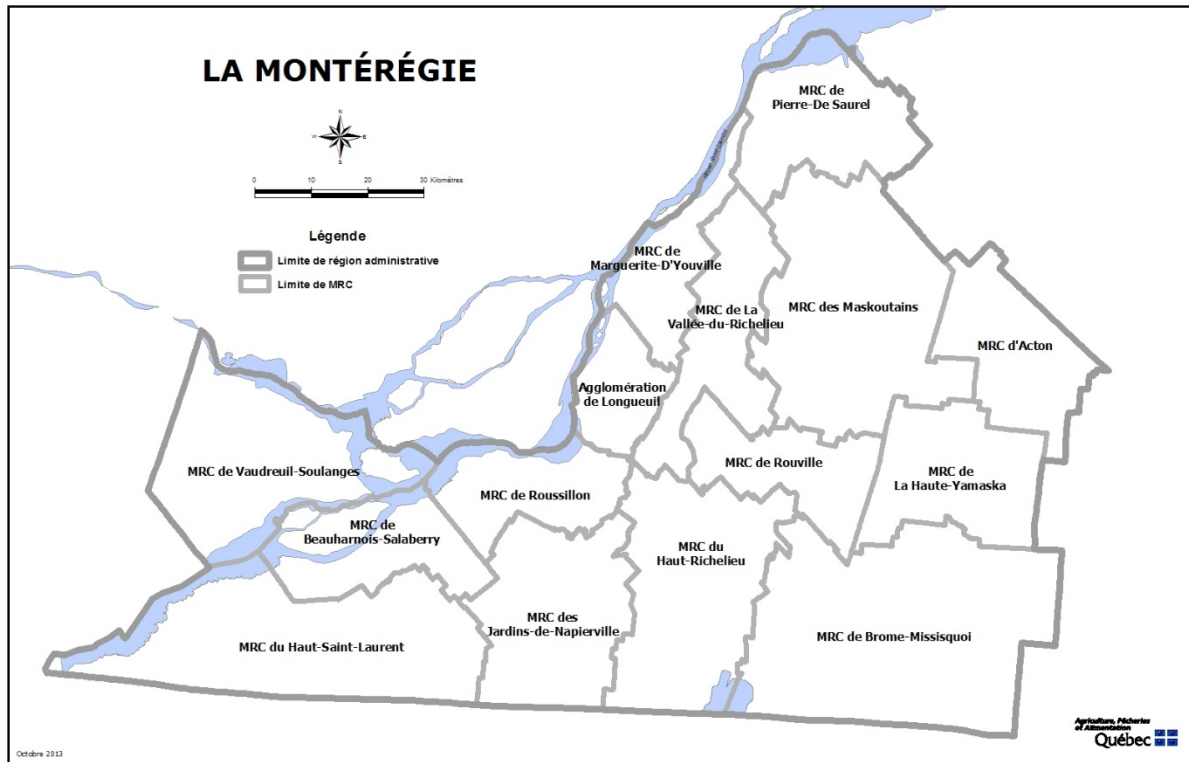 LA MONTÉRÉGIE
N
W
E
S
0 10 20 30 Kilomètres
Légende
Limite de région administrative
Limite de MRC
MRC de
Pierre-De Saurel
MRC de
Marguerite-D'Youville
MRC de La
Vallée-du-Richelieu
MRC des Maskoutains
MRC d'Acton
Agglomération
de Longueuil
MRC de Vaudreuil-Soulanges
MRC de Roussillon
MRC de Rouville
MRC de
La Haute-Yamaska
MRC de
Beauharnois-Salaberry
MRC du
Haut-Richelieu
MRC des
Jardins-de-Napierville
MRC du Haut-Saint-Laurent
MRC de Brome-Missisquoi
Agriculture, Pêcheries
et Alimentation
Québec
Octobre 2013